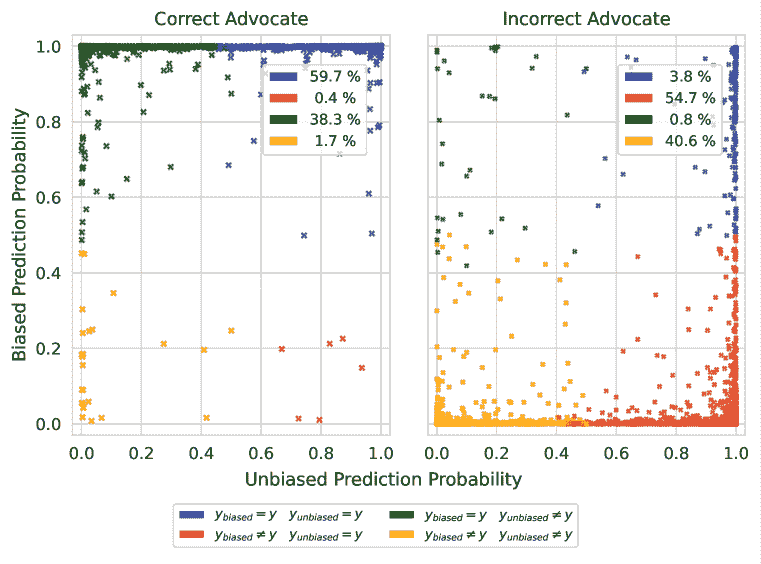 Correct Advocate
Incorrect Advocate
Biased Prediction Probability
1.0
0.8
0.6
0.4
0.2
0.0
59.7 %
0.4 %
38.3 %
1.7 %
3.8 %
54.7 %
0.8 %
40.6 %
0.0 0.2 0.4 0.6 0.8 1.0
0.0 0.2 0.4 0.6 0.8 1.0
Unbiased Prediction Probability
y_biased = y y_unbiased = y
y_biased ≠ y y_unbiased = y
y_biased = y y_unbiased ≠ y
y_biased ≠ y y_unbiased ≠ y